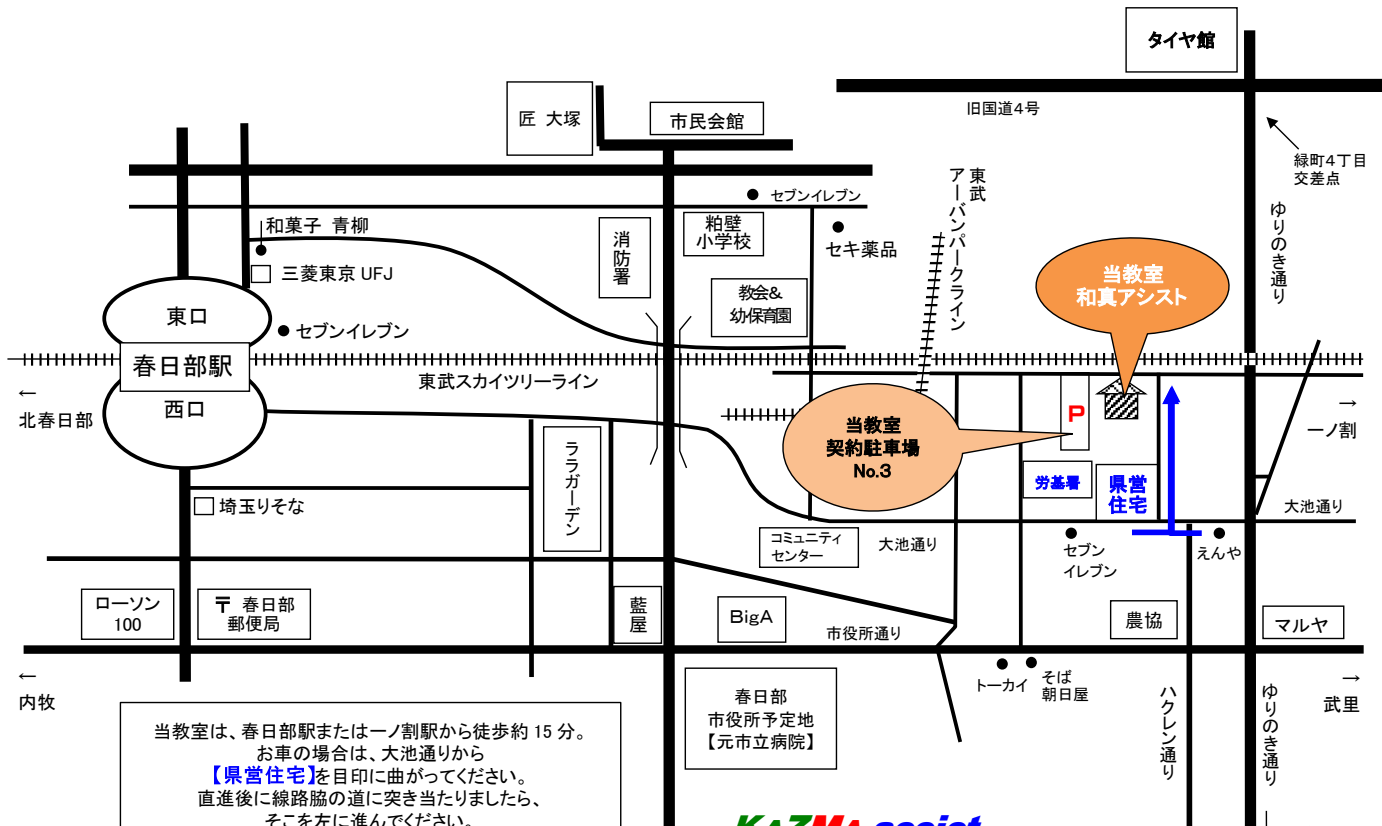 タイヤ館
旧国道4号
緑町4丁目
交差点
ゆりのき通り
匠 大塚
市民会館
セブンイレブン
粕壁
小学校
セキ薬品
東武
アーバンパークライン
消防署
教会&
幼保育園
和菓子 青柳
三菱東京 UFJ
当教室
和真アシスト
東口
セブンイレブン
春日部駅
東武スカイツリーライン
西口
←
北春日部
→
一ノ割
当教室
契約駐車場
No.3
P
労基署
県営
住宅
大池通り
ララガーデン
埼玉りそな
コミュニティ
センター
大池通り
セブン
イレブン
えんや
ローソン
100
〒 春日部
郵便局
藍屋
BigA
市役所通り
農協
マルヤ
←
内牧
トーカイ
そば
朝日屋
→
武里
春日部
市役所予定地
【元市立病院】
ハクレン通り
ゆりのき通り
当教室は、春日部駅または一ノ割駅から徒歩約 15 分。
お車の場合は、大池通りから
【県営住宅】を目印に曲がってください。
直進後に線路脇の道に突き当たりましたら、
そこを左に進んでください。
KAZMA assist